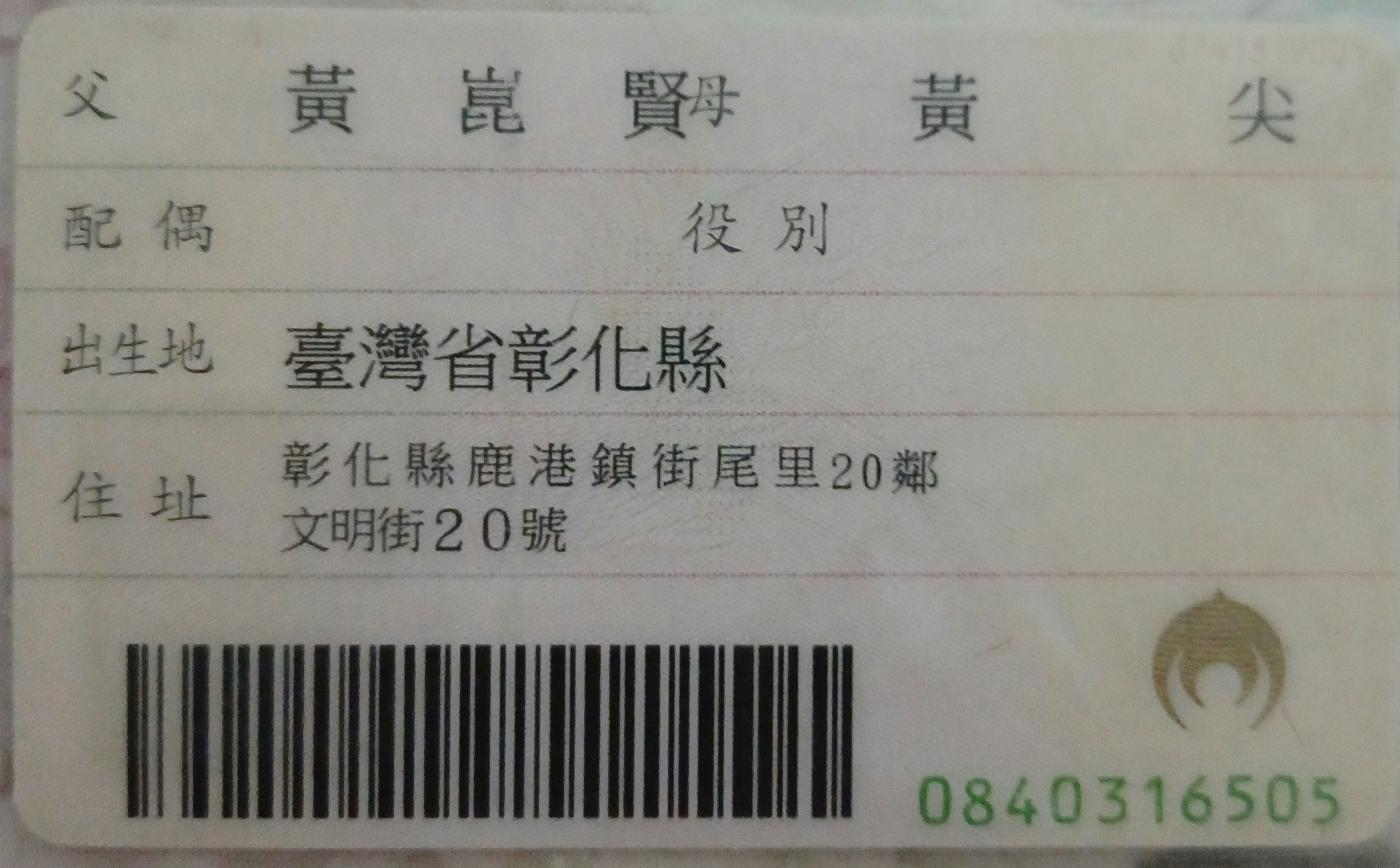 父 黃崑賢 母 黃尖
配偶 役別
出生地 臺灣省彰化縣
住址 彰化縣鹿港鎮街尾里20鄰
文明街20號
0840316505